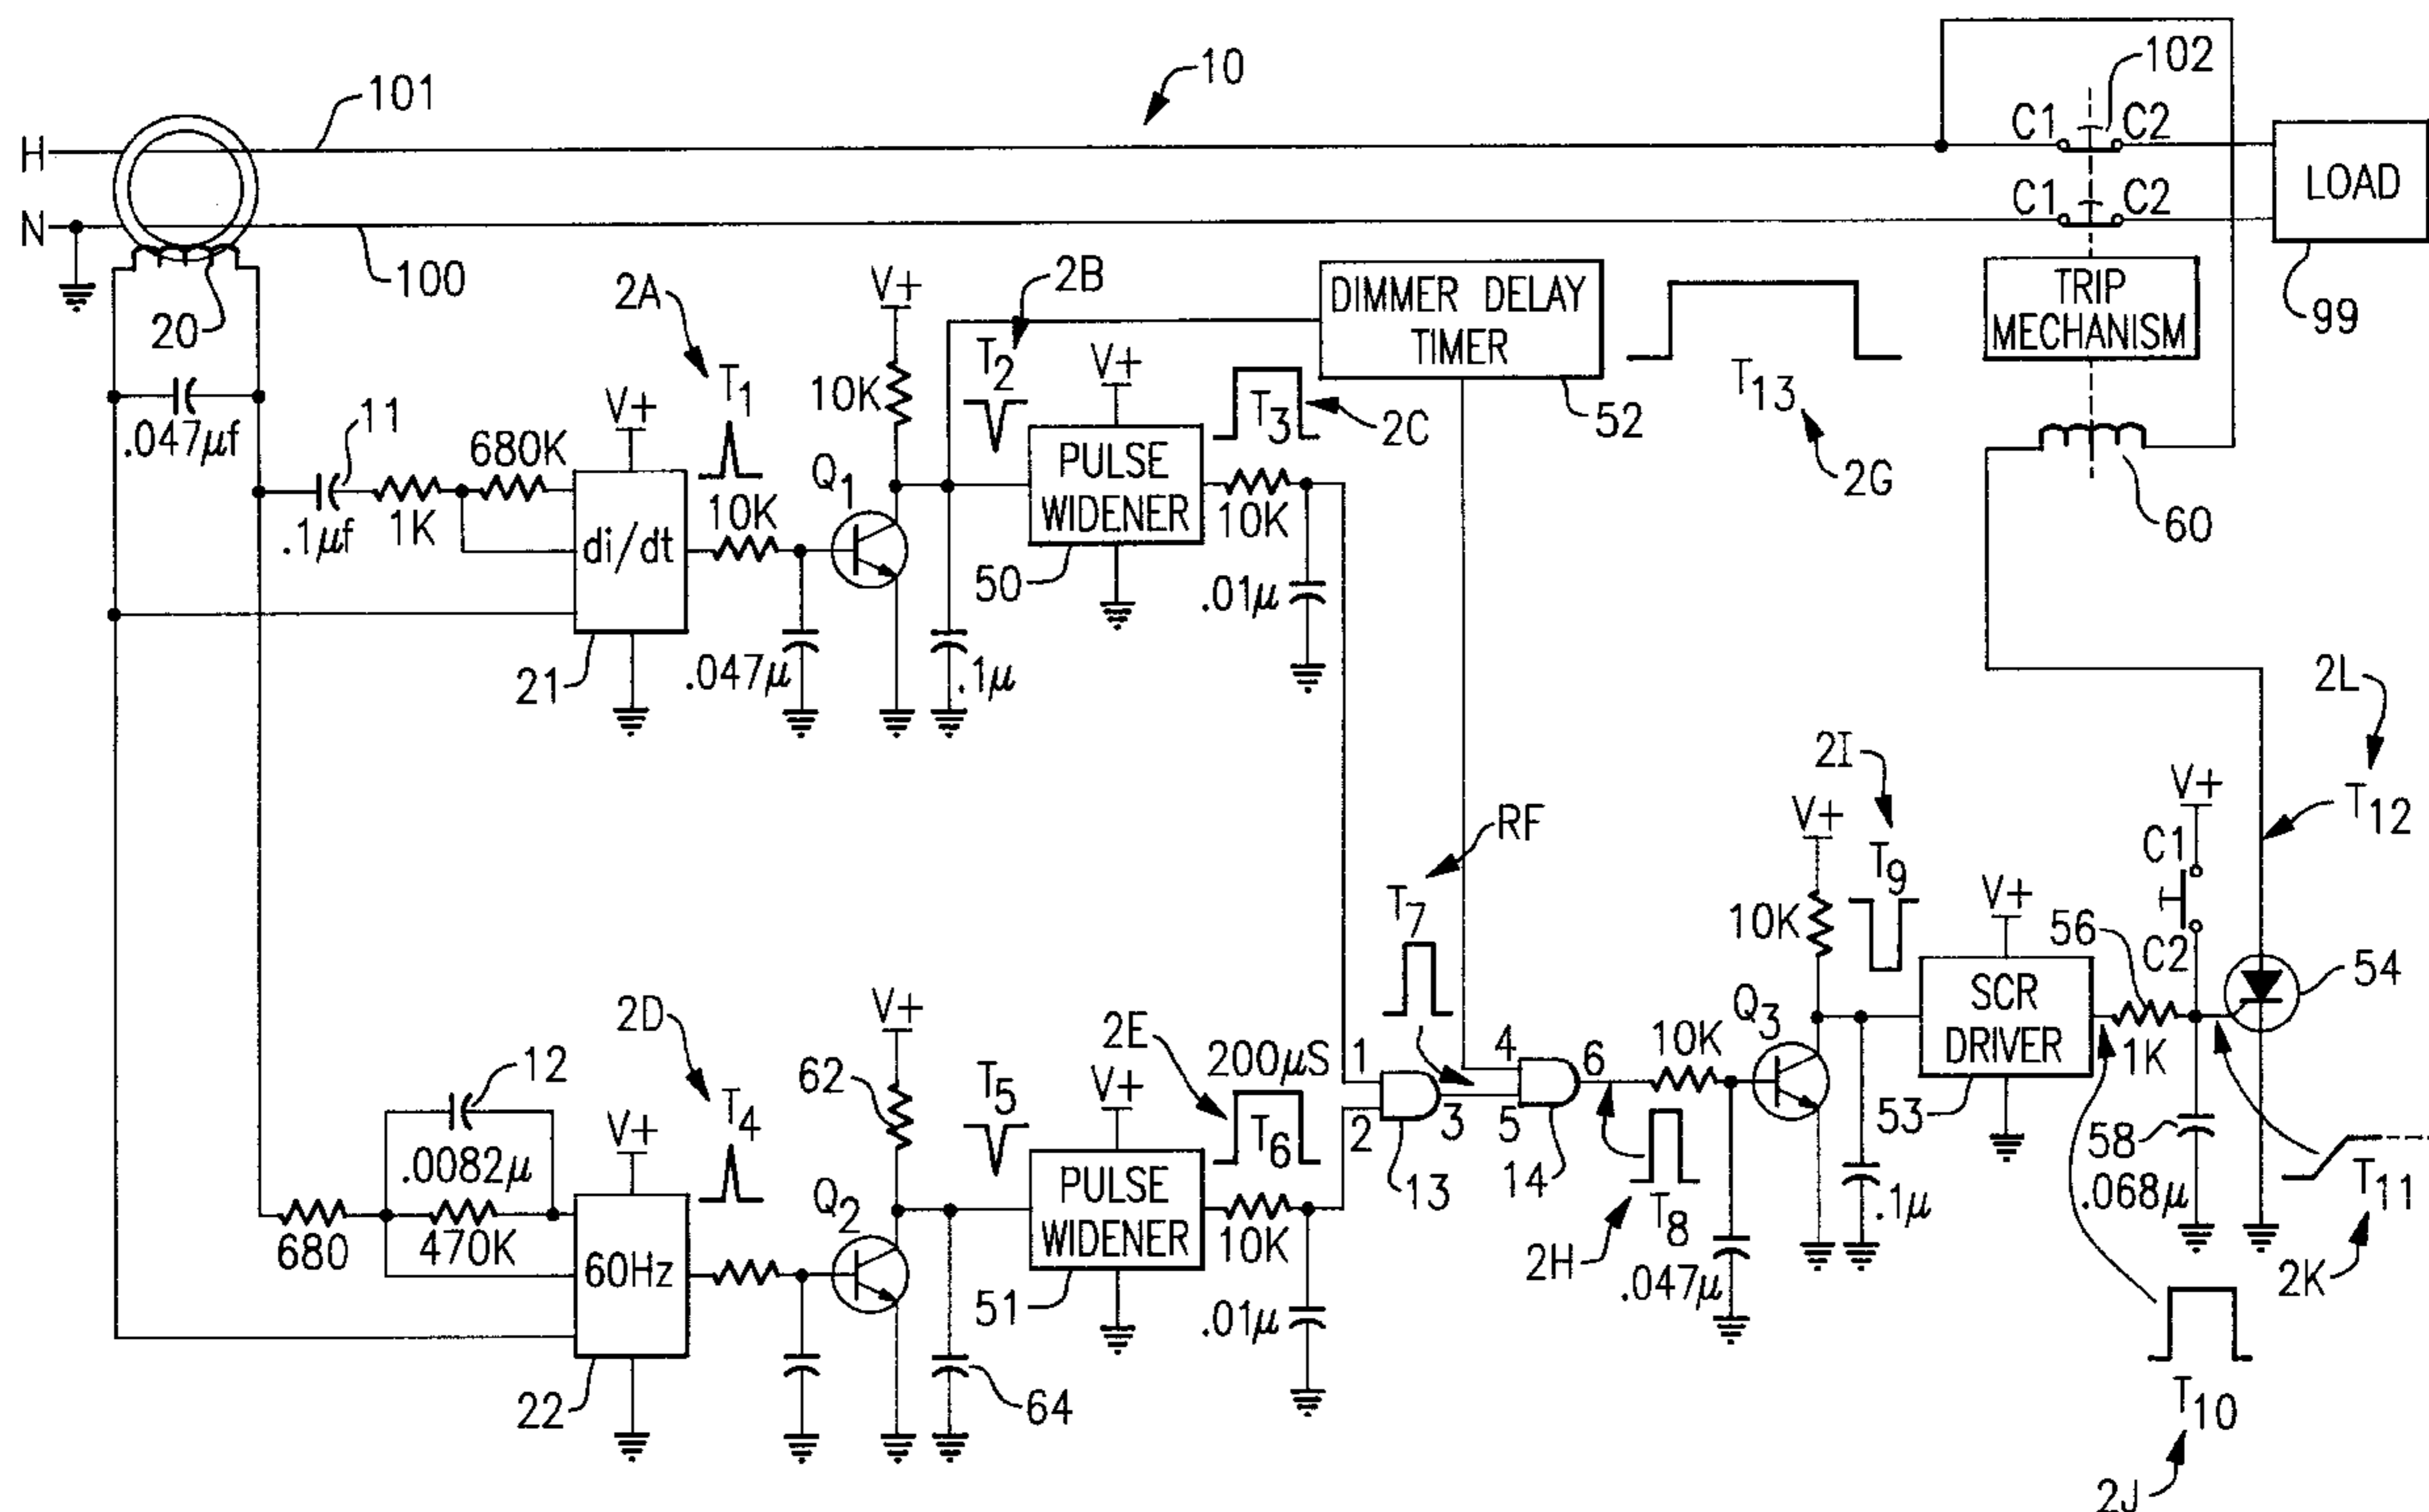 10
102
101
C1
C2
H
LOAD
C1
C2
N
100
20
99
2A
V+
2B
DIMMER DELAY
TIMER
52
TRIP
MECHANISM
T2
V+
T3
2C
T13
2G
.047μf
11
680K
V+
T1
10K
Q1
PULSE
WIDENER
10K
50
.01μ
60
.1μf
1K
di/dt
10K
21
.047μ
.1μ
2L
2I
V+
T12
RF
V+
T9
C1
C2
T7
10K
V+
56
54
2D
V+
2E
200μS
1
2
3
4
5
6
10K
Q3
SCR
DRIVER
1K
53
12
.0082μ
V+
T4
62
T5
V+
T6
13
14
T8
2H
.047μ
.1μ
58
.068μ
T11
2K
680
470K
60Hz
Q2
PULSE
WIDENER
10K
51
.01μ
22
64
T10
2J